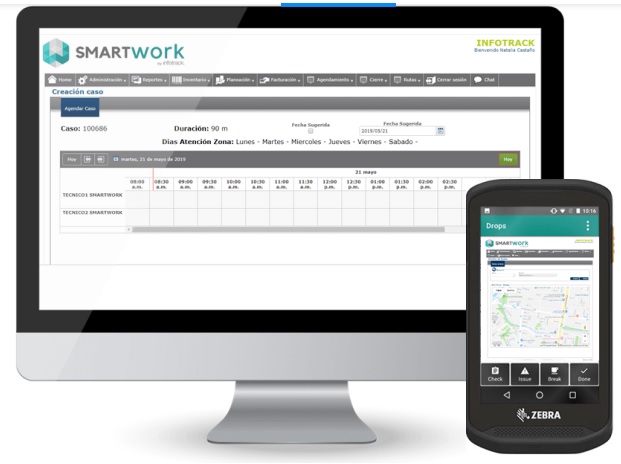 SMARTWORK
by INFOTRACK
INFOTRACK
Bienvenido Natalia Castaño
Home Administración Reportes Inventario Planeación Facturación Agendamiento Cierre Rutas Cerrar sesión Chat
Creación caso
Agendar Caso
Caso: 100686 Duración: 90 m Fecha Sugerida Fecha Sugerida
2019/05/21
Dias Atención Zona: Lunes - Martes - Miercoles - Jueves - Viernes - Sabado -
Hoy martes, 21 de mayo de 2019 Hoy
21 mayo
08:00 a.m. 08:30 a.m. 09:00 a.m. 09:30 a.m. 10:00 a.m. 10:30 a.m. 11:00 a.m. 11:30 a.m. 12:00 p.m. 12:30 p.m. 01:00 p.m. 01:30 p.m. 02:00 p.m. 02:30 p.m.
TECNICO1 SMARTWORK
TECNICO2 SMARTWORK
10:16
Drops
SMARTWORK
Check Issue Break Done
ZEBRA